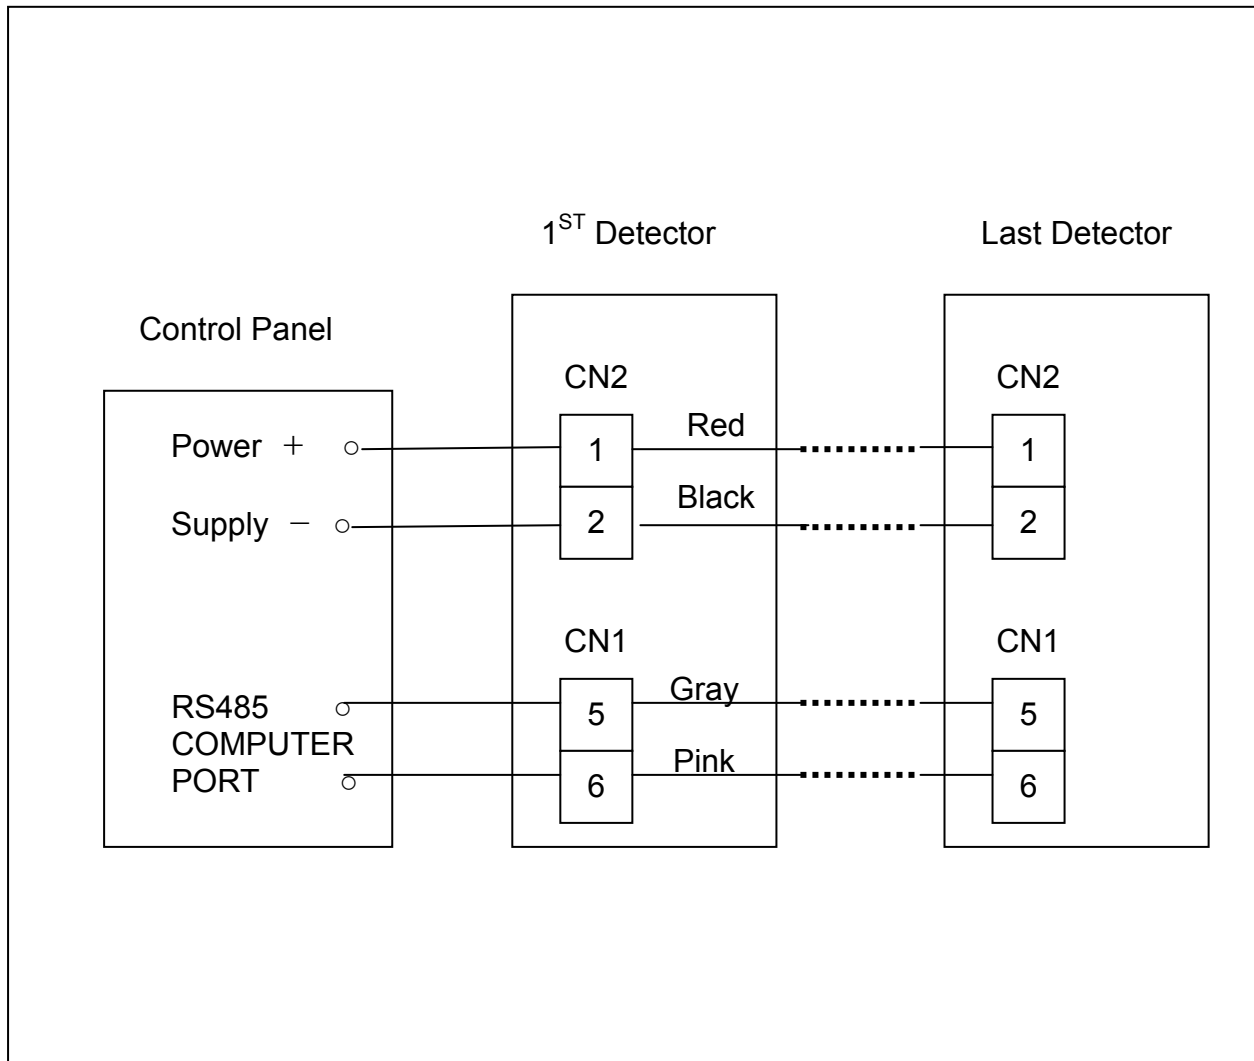 1ST Detector
Last Detector
Control Panel
CN2
CN2
Power +
1
Red
1
Supply －
2
Black
2
CN1
CN1
RS485
COMPUTER
PORT
5
Gray
5
6
Pink
6